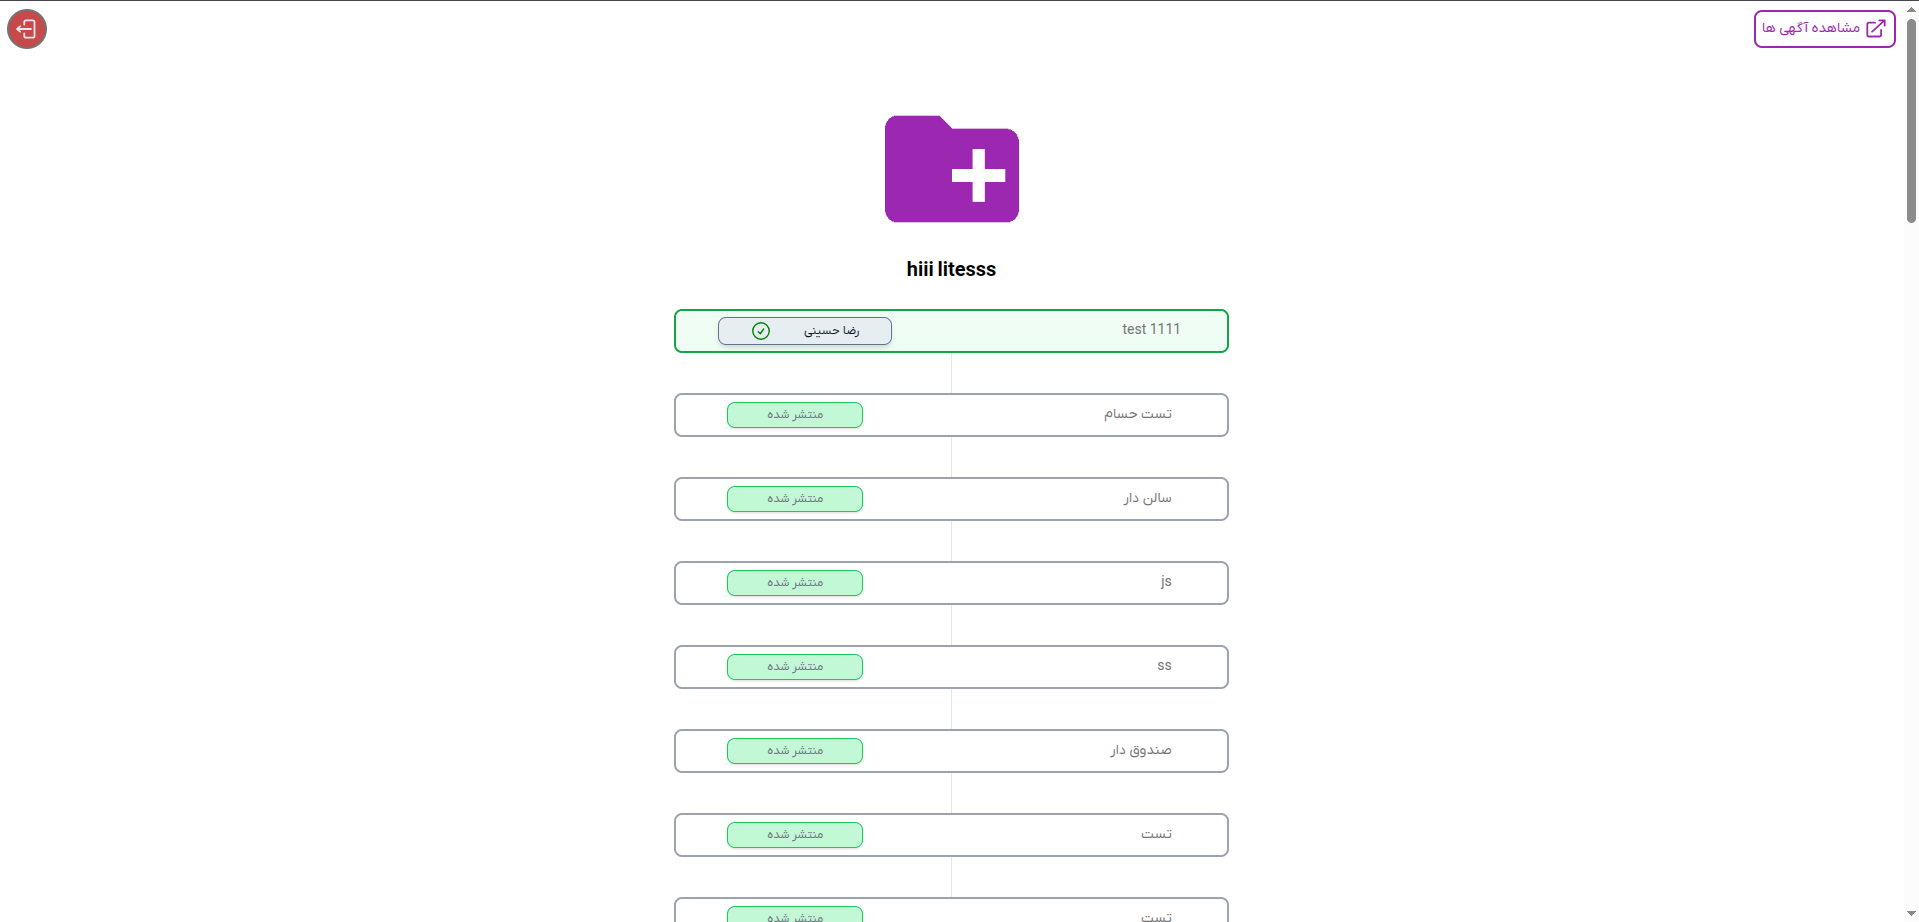 مشاهده آگهی ها
hiii litesss
test 1111 رضا حسینی
تست حسام منتشر شده
سالن دار منتشر شده
js منتشر شده
ss منتشر شده
صندوق دار منتشر شده
تست منتشر شده
تست منتشر شده